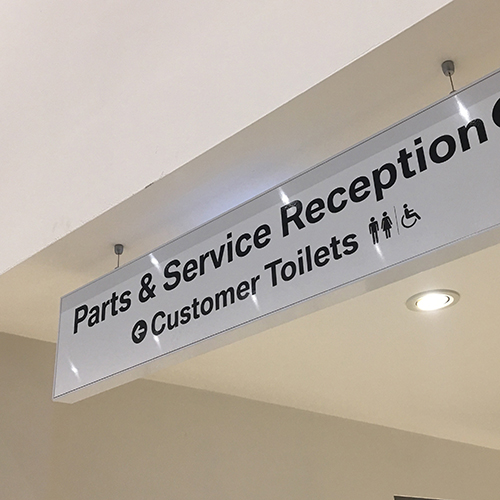 Parts & Service Reception
Customer Toilets